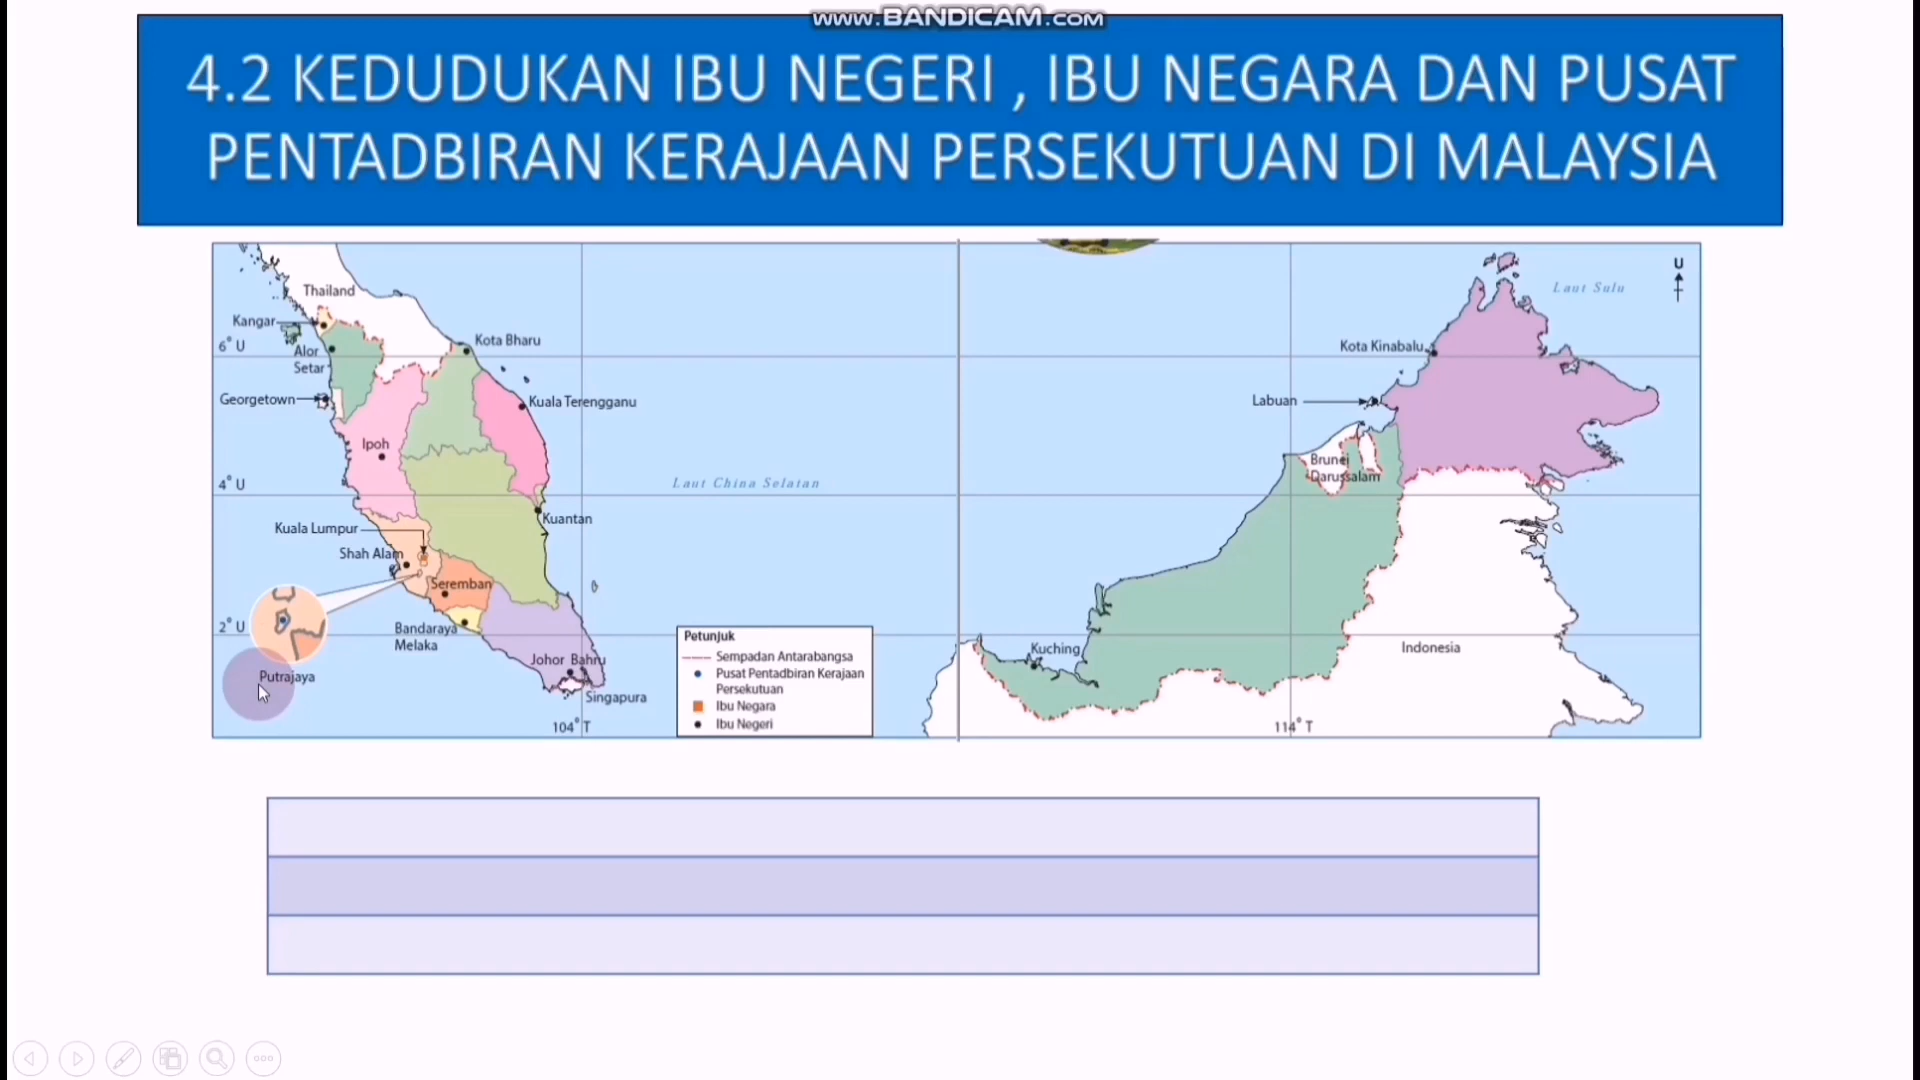 www.BANDICAM.com
4.2 KEDUDUKAN IBU NEGERI , IBU NEGARA DAN PUSAT
PENTADBIRAN KERAJAAN PERSEKUTUAN DI MALAYSIA
U
Laut Sulu
Thailand
Kangar
Kota Bharu
6° U
Alor
Setar
Kota Kinabalu
Georgetown
Kuala Terengganu
Labuan
Ipoh
Brunei
Darussalam
4° U
Laut China Selatan
Kuala Lumpur
Kuantan
Shah Alam
Seremban
2° U
Bandaraya
Melaka
Johor Bahru
Singapura
Putrajaya
Kuching
Indonesia
Petunjuk
Sempadan Antarabangsa
Pusat Pentadbiran Kerajaan
Persekutuan
Ibu Negara
Ibu Negeri
104° T
114° T